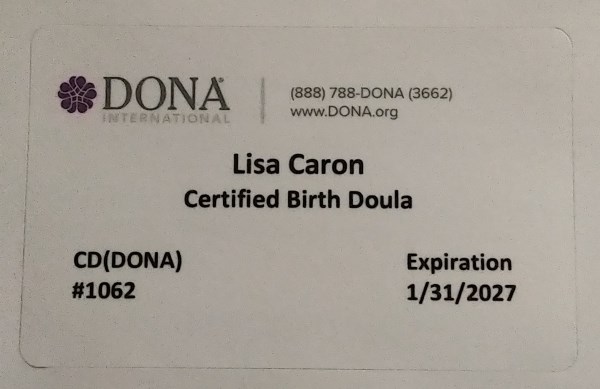 DONA®
INTERNATIONAL
(888) 788-DONA (3662)
www.DONA.org
Lisa Caron
Certified Birth Doula
CD(DONA)
#1062
Expiration
1/31/2027